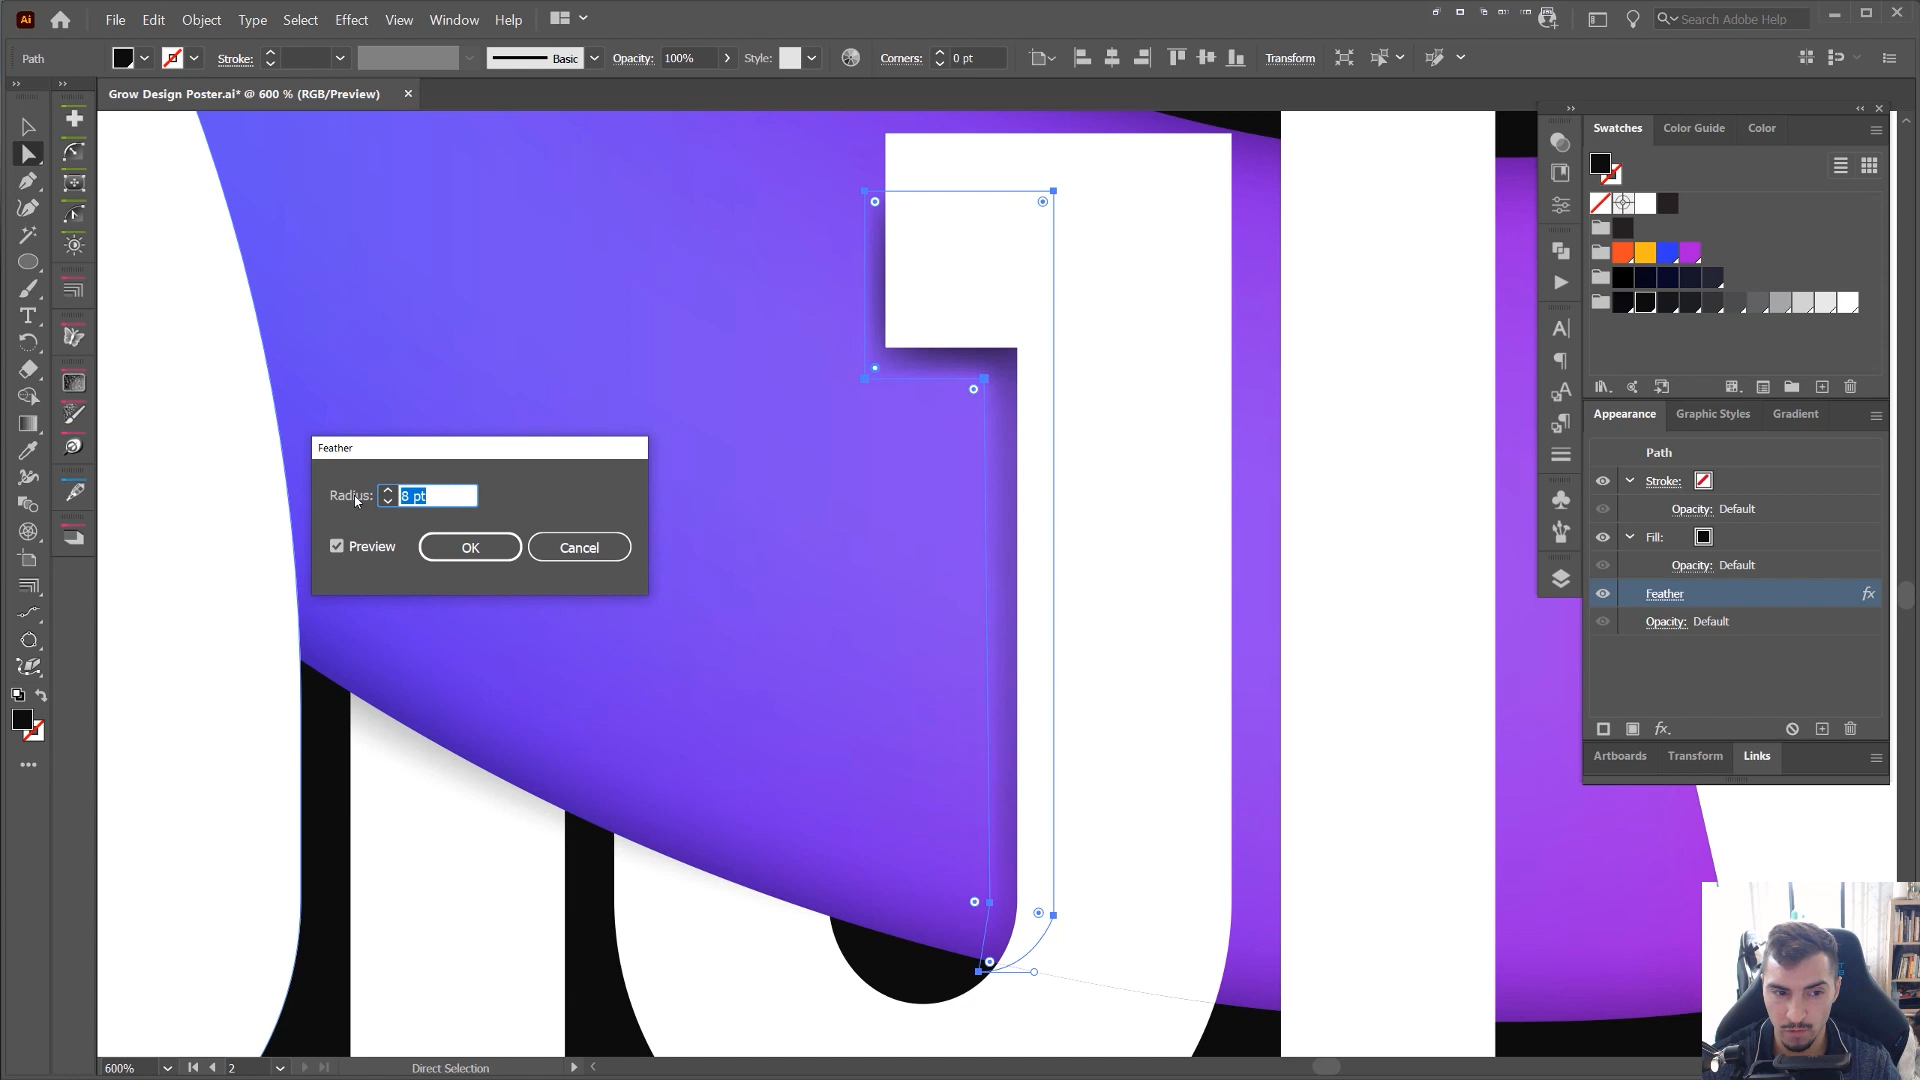 Ai File Edit Object Type Select Effect View Window Help Search Adobe Help
Path Stroke: Basic Opacity: 100% Style: Corners: 0 pt Transform
Grow Design Poster.ai* @ 600 % (RGB/Preview)
Swatches Color Guide Color
Feather
Radius: 8 pt
Preview OK Cancel
Appearance Graphic Styles Gradient
Path
Stroke:
Opacity: Default
Fill:
Opacity: Default
Feather fx
Opacity: Default
fx.
Artboards Transform Links
600% 2 Direct Selection